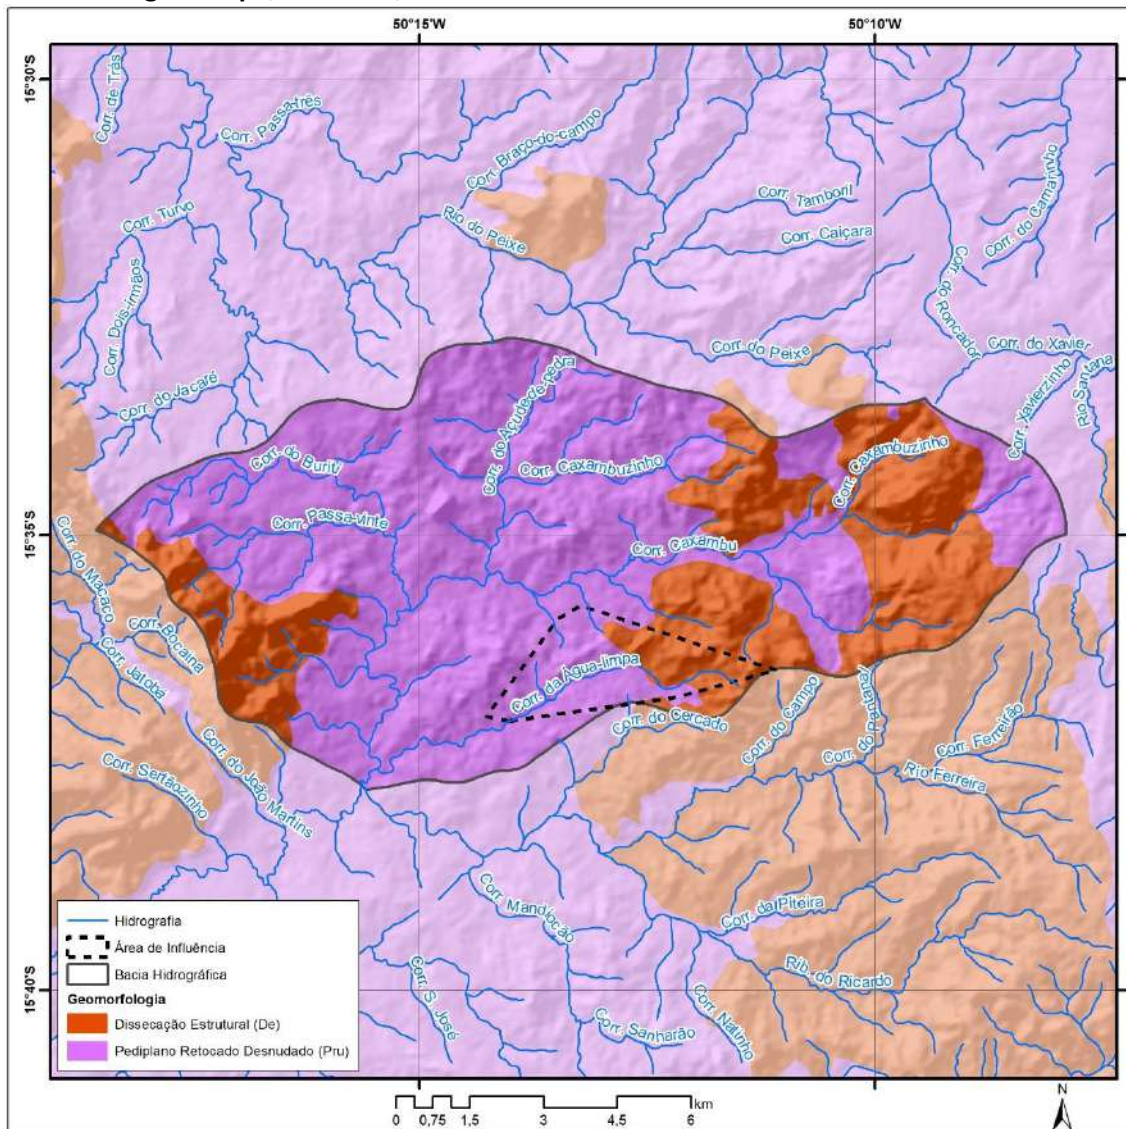 50°15'W
50°10'W
15°30'S
15°35'S
15°40'S
Corr. de Trás
Corr. Passa-três
Corr. Braço-do-campo
Corr. Tamboril
Corr. Caiçara
Corr. do Camarinho
Corr. Turvo
Rio do Peixe
Corr. Dois-irmãos
Corr. do Roncador
Corr. do Xavier
Corr. do Peixe
Corr. do Jacaré
Corr. do Açude-de-pedra
Corr. Xavierzinho
Rio Santana
Corr. do Buriti
Corr. Caxambuzinho
Corr. Caxambuzinho
Corr. Passa-vinte
Corr. Caxambu
Corr. do Macaco
Corr. Bocaina
Corr. Jatoba
Corr. da Água-limpa
Corr. do Cercado
Corr. do Campo
Corr. do Pequenat
Corr. Ferreirão
Rio Ferreira
Corr. do João Martins
Corr. Sertãozinho
Corr. Mandiocão
Corr. da Piteira
Rib. do Ricardo
Corr. S. José
Corr. Sanharão
Corr. Natinho
Hidrografia
Área de Influência
Bacia Hidrográfica
Geomorfologia
Dissecação Estrutural (De)
Pediplano Retocado Desnudado (Pru)
km
0 0,75 1,5 3 4,5 6
N